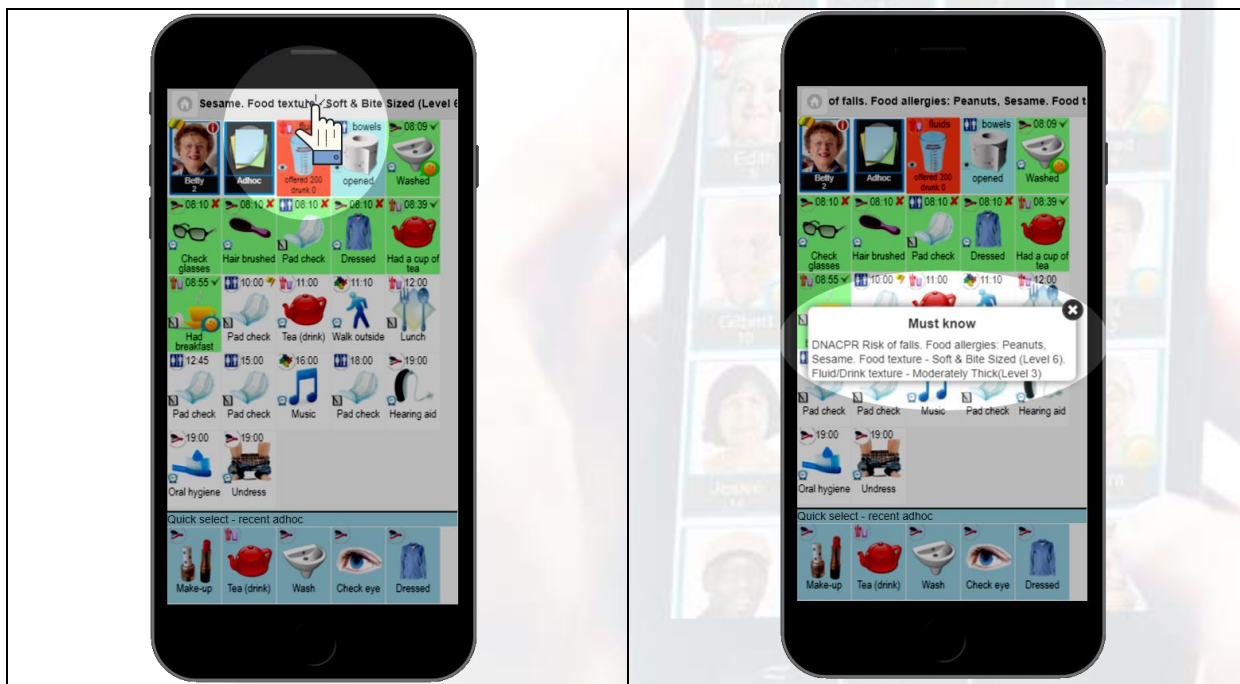 Sesame. Food texture - Soft & Bite Sized (Level 6
Betty
2
Adhoc
fluids
offered 200
drunk 0
bowels
opened
08:09
Washed
08:10
Check
glasses
08:10
Hair brushed
08:10
Pad check
08:10
Dressed
08:39
Had a cup of
tea
08:55
Had
breakfast
10:00
Pad check
11:00
Tea (drink)
11:10
Walk outside
12:00
Lunch
12:45
Pad check
15:00
Pad check
16:00
Music
18:00
Pad check
19:00
Hearing aid
19:00
Oral hygiene
19:00
Undress
Quick select - recent adhoc
Make-up
Tea (drink)
Wash
Check eye
Dressed
of falls. Food allergies: Peanuts, Sesame. Food t
Betty
2
Adhoc
fluids
offered 200
drunk 0
bowels
opened
08:09
Washed
08:10
Check
glasses
08:10
Hair brushed
08:10
Pad check
08:10
Dressed
08:39
Had a cup of
tea
08:55
10:00
11:00
11:10
12:00
Must know
DNACPR Risk of falls. Food allergies: Peanuts,
Sesame. Food texture - Soft & Bite Sized (Level 6).
Fluid/Drink texture - Moderately Thick(Level 3)
Pad check
Pad check
Music
Pad check
Hearing aid
19:00
Oral hygiene
19:00
Undress
Quick select - recent adhoc
Make-up
Tea (drink)
Wash
Check eye
Dressed